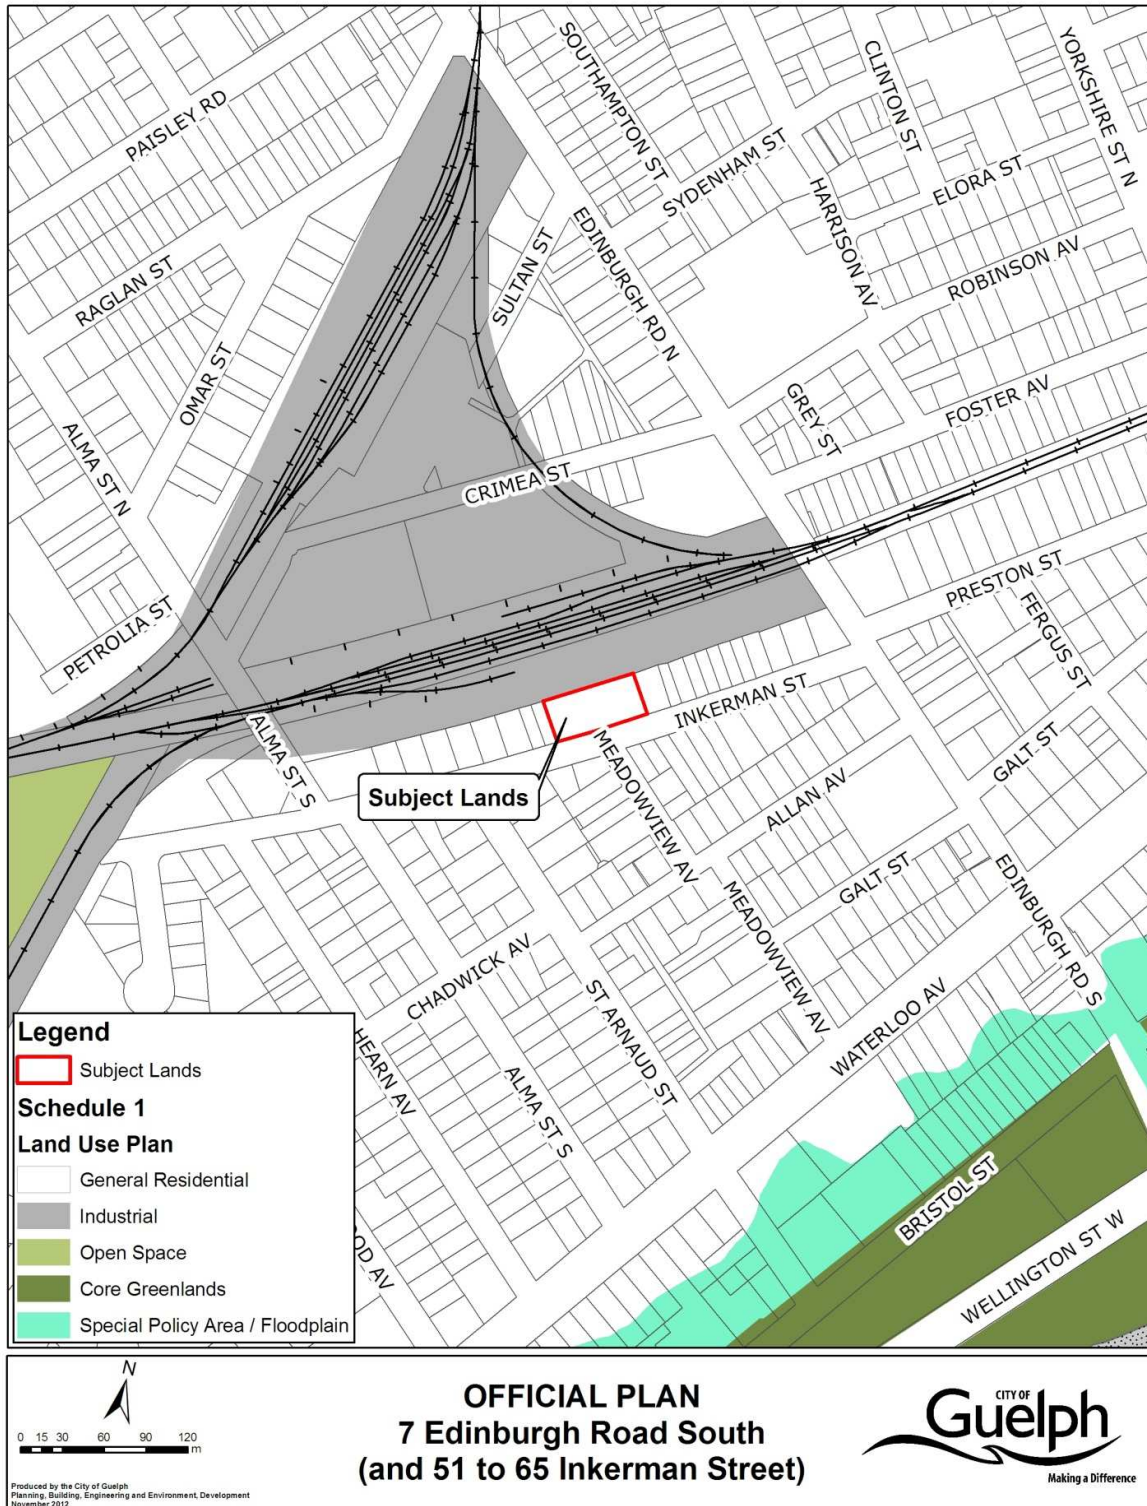 SOUTHAMPTON ST
CLINTON ST
YORKSHIRE ST N
PAISLEY RD
SYDENHAM ST
ELORA ST
HARRISON AV
EDINBURGH RD N
SULTAN ST
ROBINSON AV
RAGLAN ST
OMAR ST
GREY ST
FOSTER AV
ALMA ST N
CRIMEA ST
PRESTON ST
FERGUS ST
PETROLIA ST
INKERMAN ST
ALMA ST S
MEADOWVIEW AV
GALT ST
Subject Lands
ALLAN AV
GALT ST
EDINBURGH RD S
MEADOWVIEW AV
CHADWICK AV
ST ARNAUD ST
WATERLOO AV
HEARN AV
ALMA ST S
BRISTOL ST
WELLINGTON ST W
OOD AV
Legend
Subject Lands
Schedule 1
Land Use Plan
General Residential
Industrial
Open Space
Core Greenlands
Special Policy Area / Floodplain
N
0 15 30 60 90 120
m
Produced by the City of Guelph
Planning, Building, Engineering and Environment, Development
November 2012
OFFICIAL PLAN
7 Edinburgh Road South
(and 51 to 65 Inkerman Street)
CITY OF
Guelph
Making a Difference